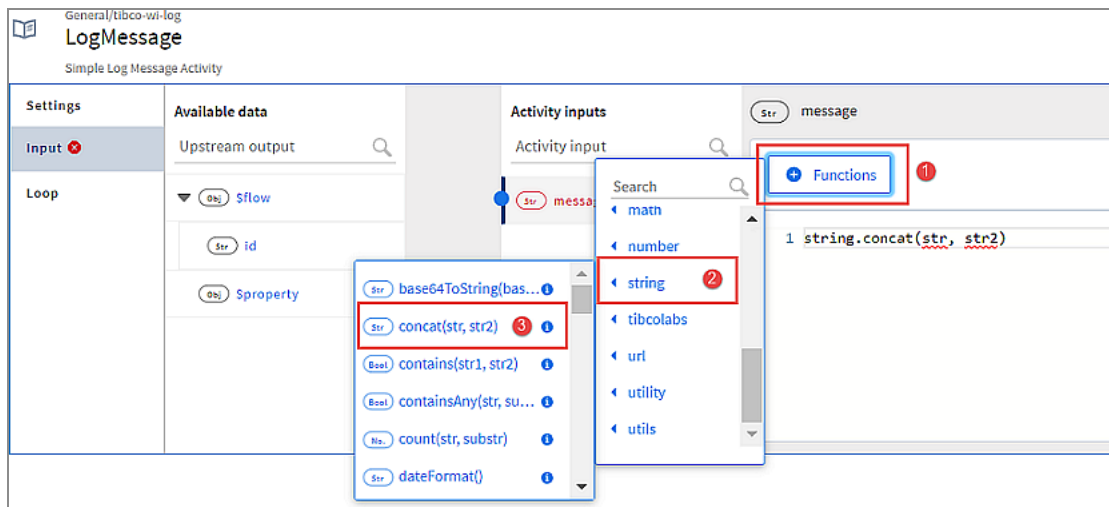 General/tibco-wi-log
LogMessage
Simple Log Message Activity
Settings
Input
Loop
Available data
Upstream output
Obj $flow
Str id
Obj $property
Activity inputs
Activity input
Str messa
Str message
Functions 1
1 string.concat(str, str2)
Search
math
number
string 2
tibcolabs
url
utility
utils
Str base64ToString(bas...
Str concat(str, str2) 3
Bool contains(str1, str2)
Bool containsAny(str, su...
No. count(str, substr)
Str dateFormat()